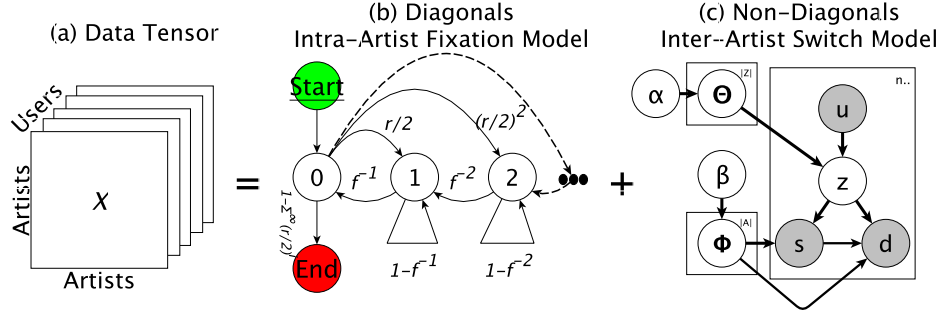 (a) Data Tensor
Users
Artists
X
Artists
=
(b) Diagonals
Intra-Artist Fixation Model
Start
r/2
(r/2)^2
0
f^-1
1
f^-2
2
End
1-f^-1
1-f^-2
+
(c) Non-Diagonals
Inter-Artist Switch Model
α
|Z|
Θ
n..
u
β
z
|A|
Φ
s
d